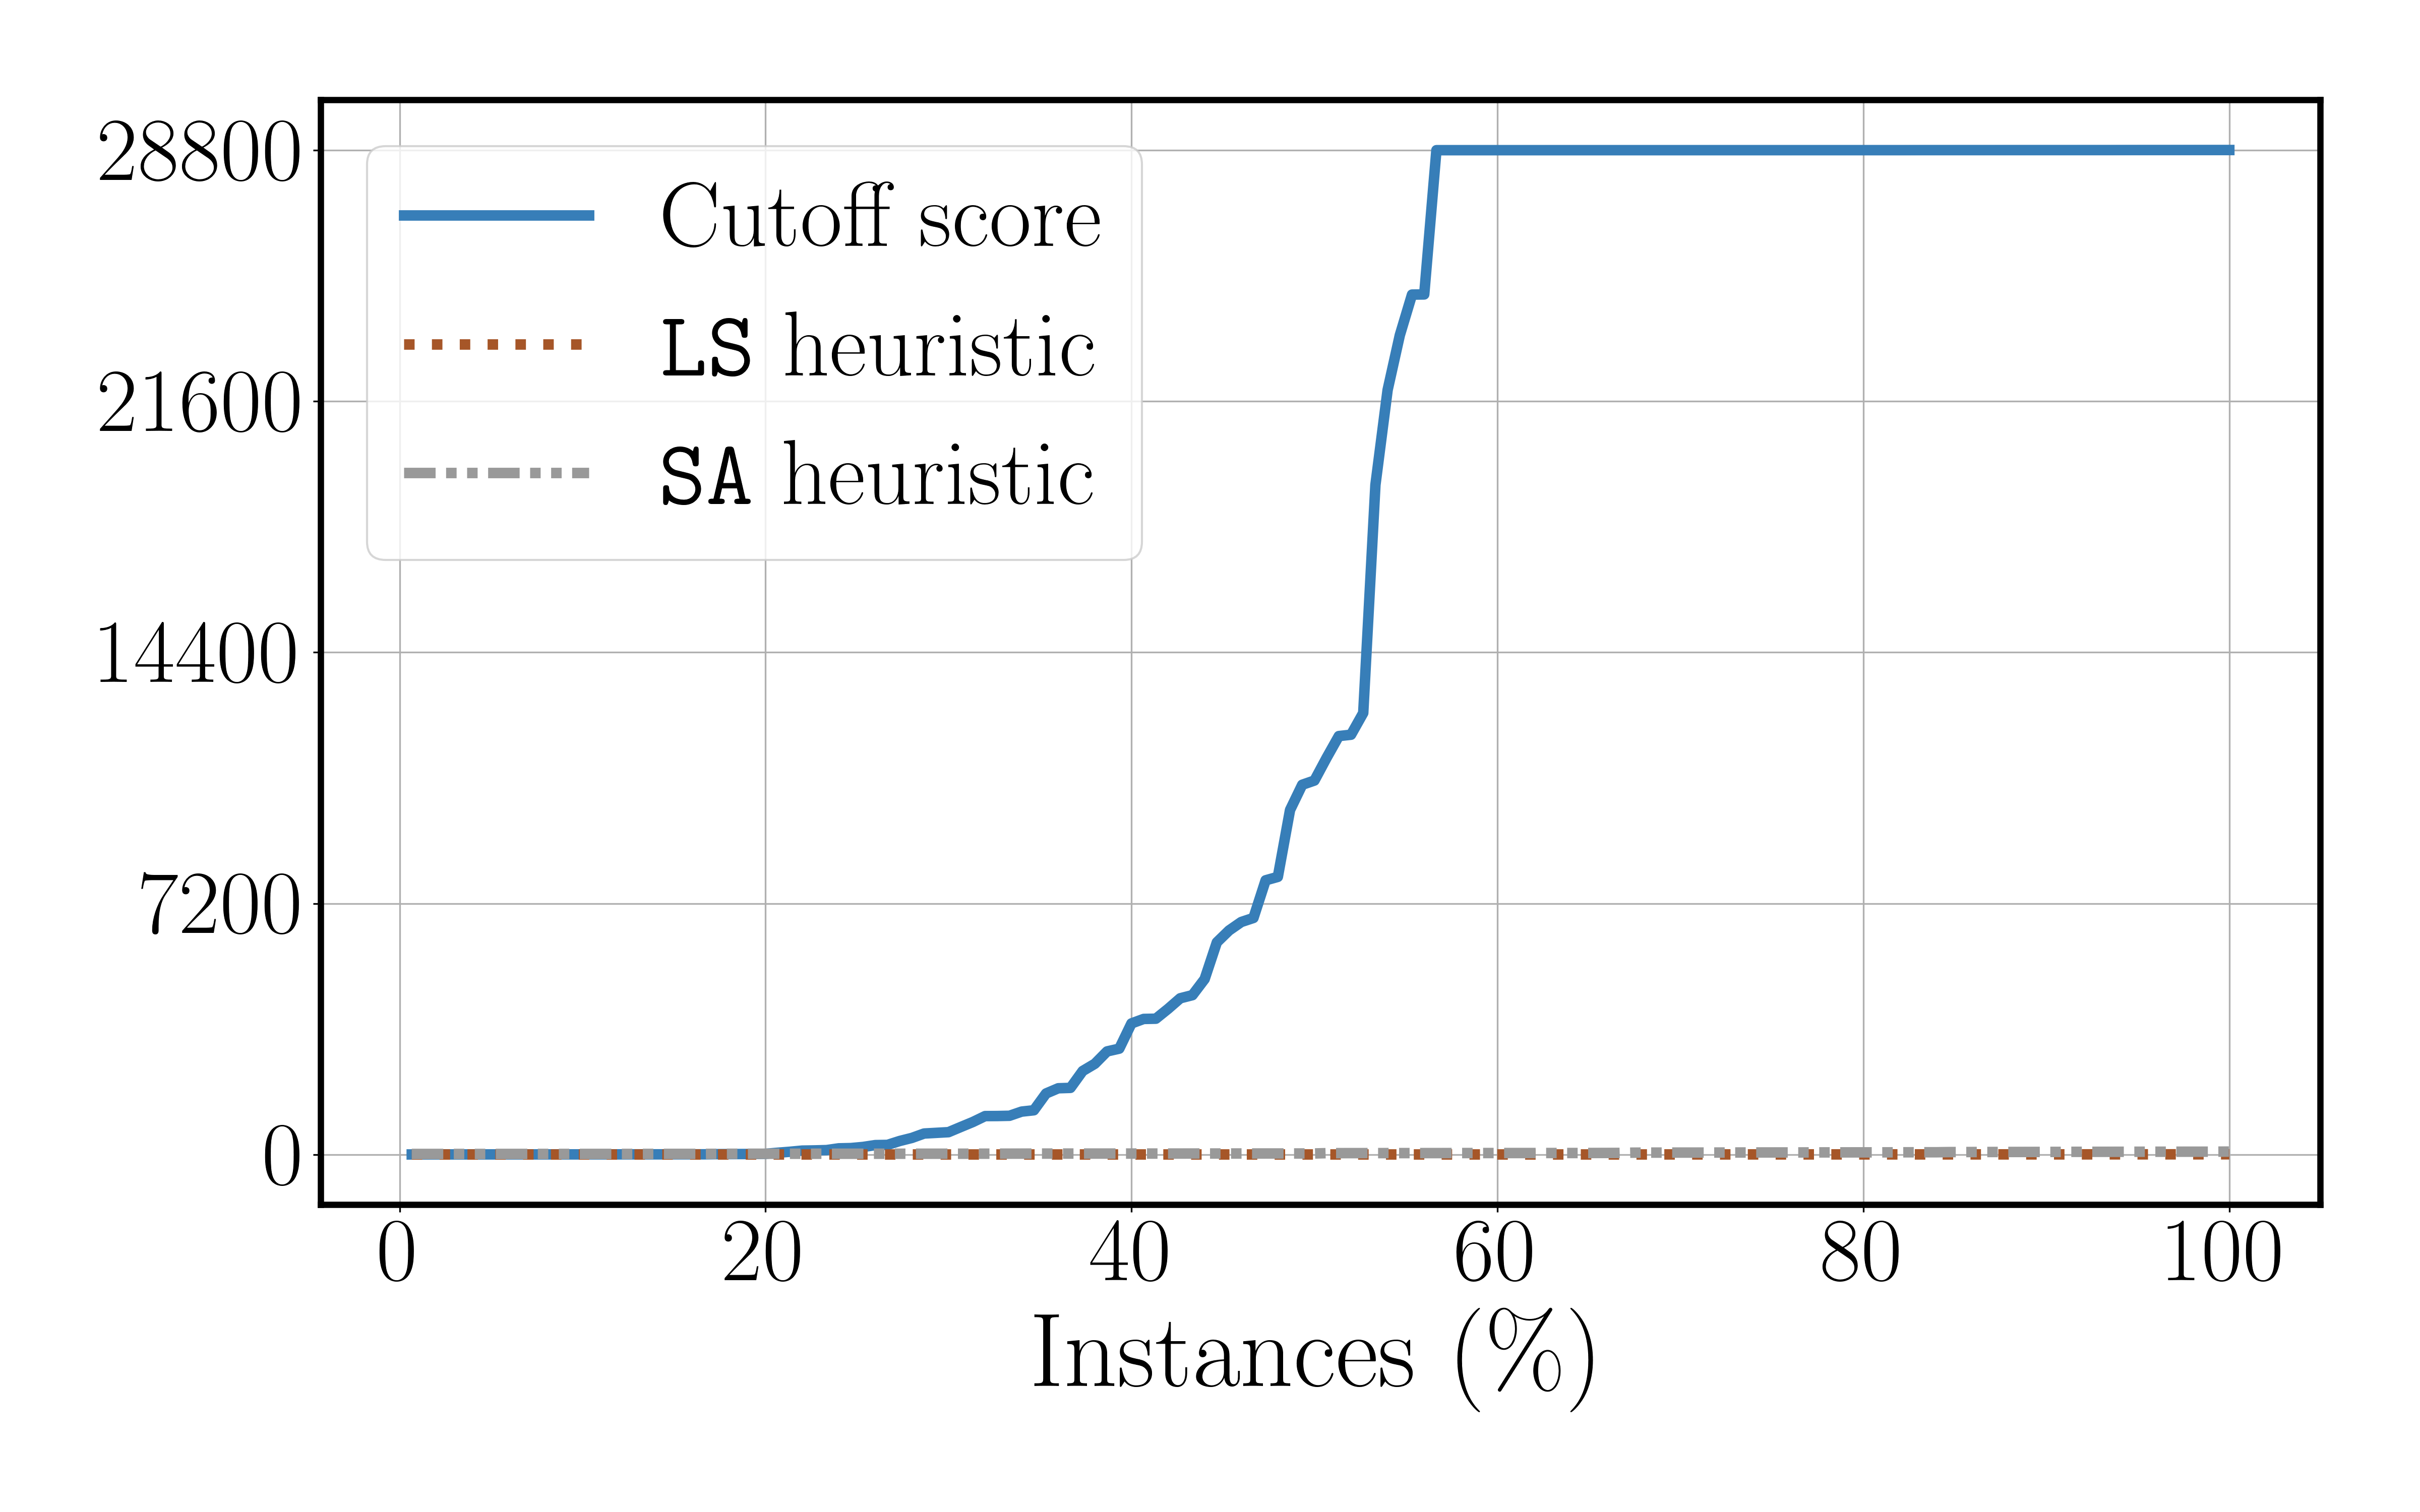 28800
21600
14400
7200
0
Cutoff score
LS heuristic
SA heuristic
0 20 40 60 80 100
Instances (%)